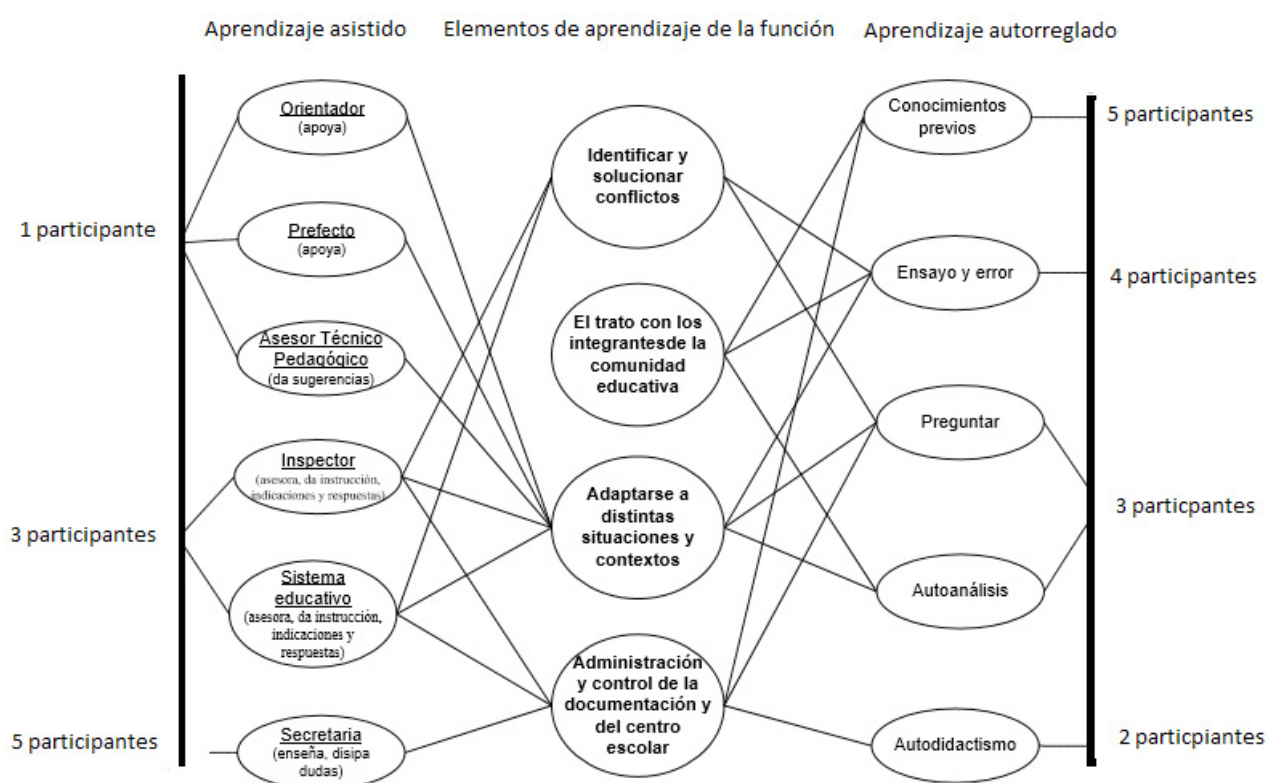 Aprendizaje asistido
Elementos de aprendizaje de la función
Aprendizaje autorreglado
1 participante
3 participantes
5 participantes
Orientador
(apoya)
Prefecto
(apoya)
Asesor Técnico
Pedagógico
(da sugerencias)
Inspector
(asesora, da instrucción,
indicaciones y respuestas)
Sistema
educativo
(asesora, da instrucción,
indicaciones y
respuestas)
Secretaria
(enseña, disipa
dudas)
Identificar y
solucionar
conflictos
El trato con los
integrantesde la
comunidad
educativa
Adaptarse a
distintas
situaciones y
contextos
Administración
y control de la
documentación y
del centro
escolar
Conocimientos
previos
Ensayo y error
Preguntar
Autoanálisis
Autodidactismo
5 participantes
4 participantes
3 participantes
2 particpiantes